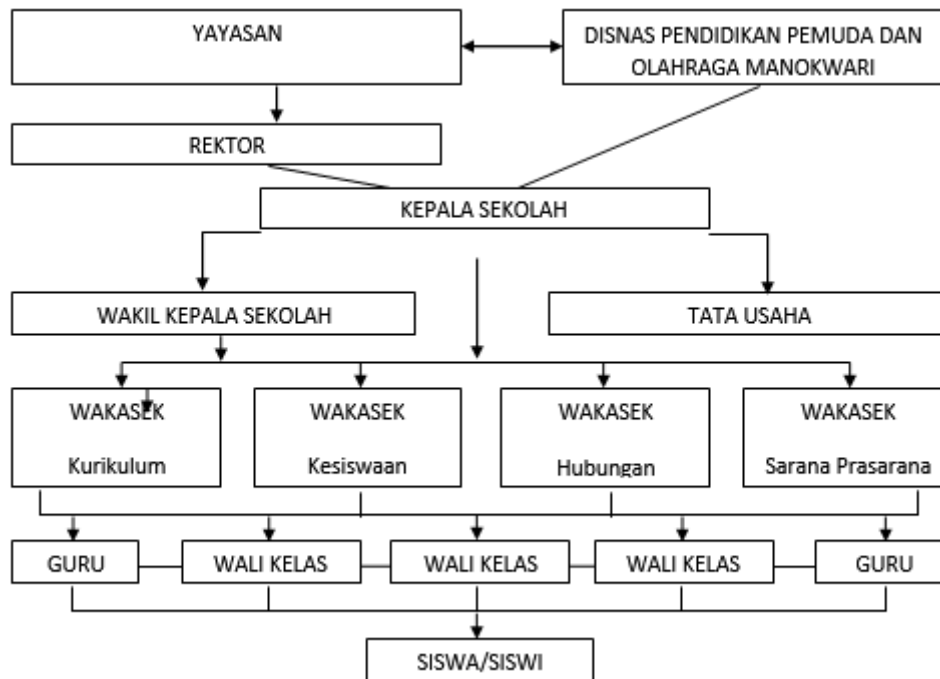 YAYASAN
DISNAS PENDIDIKAN PEMUDA DAN
OLAHRAGA MANOKWARI
REKTOR
KEPALA SEKOLAH
WAKIL KEPALA SEKOLAH
TATA USAHA
WAKASEK
Kurikulum
WAKASEK
Kesiswaan
WAKASEK
Hubungan
WAKASEK
Sarana Prasarana
GURU
WALI KELAS
WALI KELAS
WALI KELAS
GURU
SISWA/SISWI